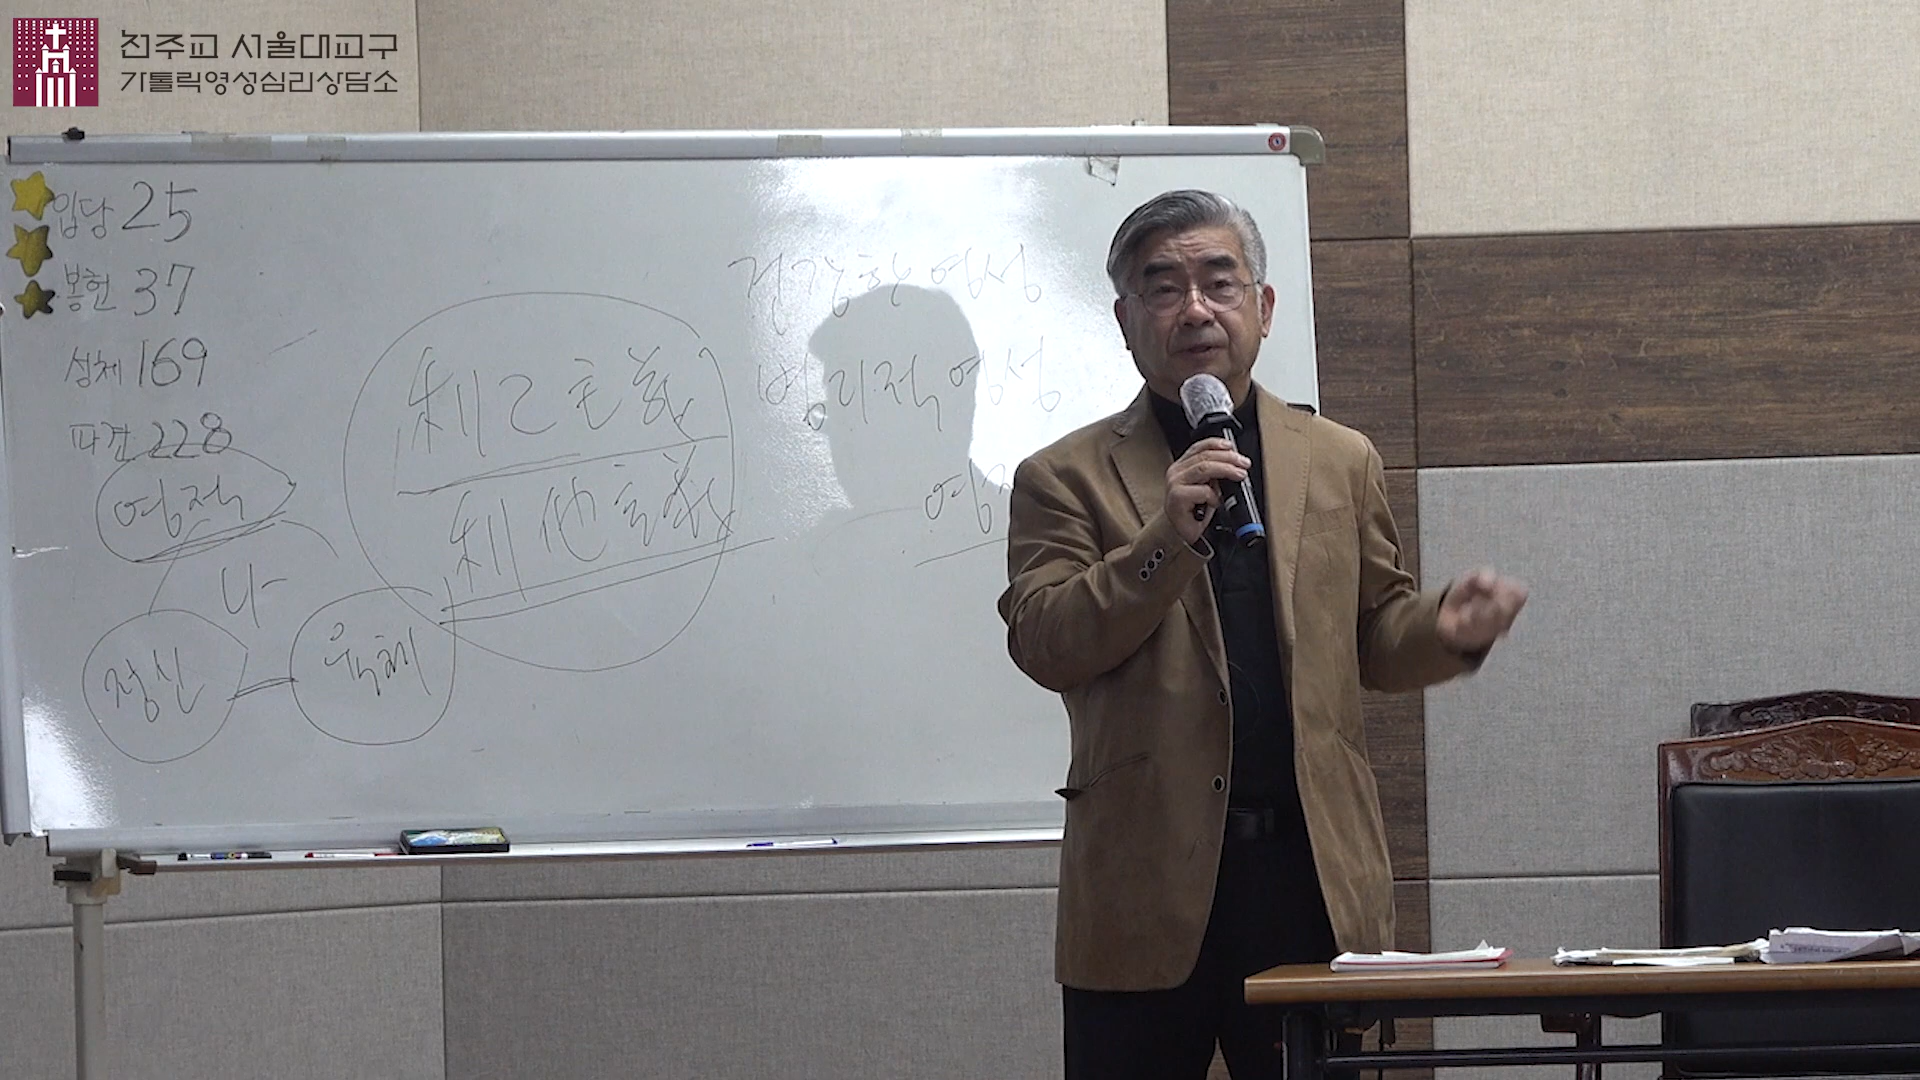 천주교 서울대교구
가톨릭영성심리상담소
입당 25
봉헌 37
성체 169
파견 228
영적
나
정신
육체
利己主義
利他主義
건강한 영성
병리적 영성